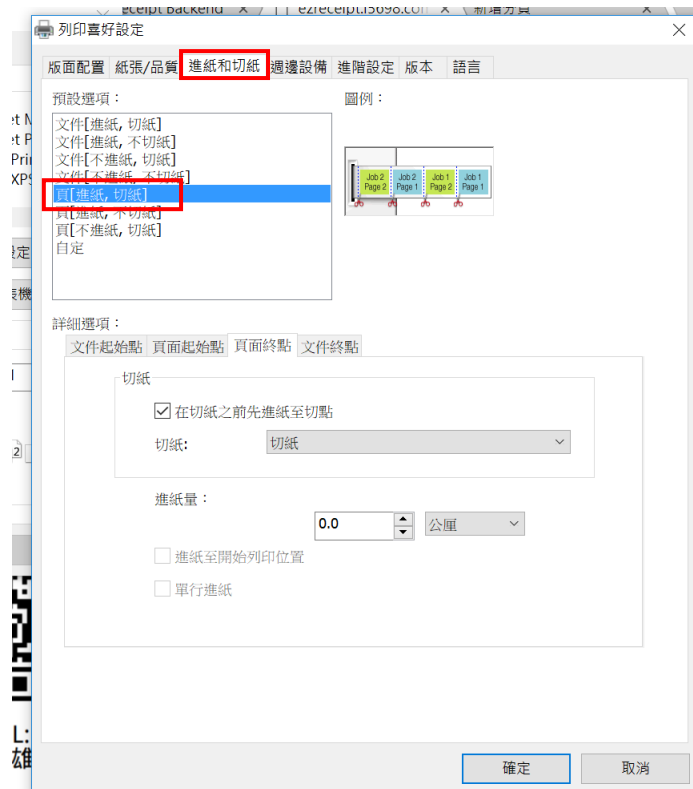 eceipt Backend
ezreceipt.i5698.con
新增分頁
列印喜好設定
版面配置 紙張/品質 進紙和切紙 週邊設備 進階設定 版本 語言
預設選項：
圖例：
文件[進紙, 切紙]
文件[進紙, 不切紙]
文件[不進紙, 切紙]
文件[不進紙, 不切紙]
頁[進紙, 切紙]
頁[進紙, 不切紙]
頁[不進紙, 切紙]
自定
Job 2 Job 2 Job 1 Job 1
Page 2 Page 1 Page 2 Page 1
詳細選項：
文件起始點 頁面起始點 頁面終點 文件終點
切紙
在切紙之前先進紙至切點
切紙: 切紙
進紙量：
0.0 公厘
進紙至開始列印位置
單行進紙
L:
雄
確定 取消